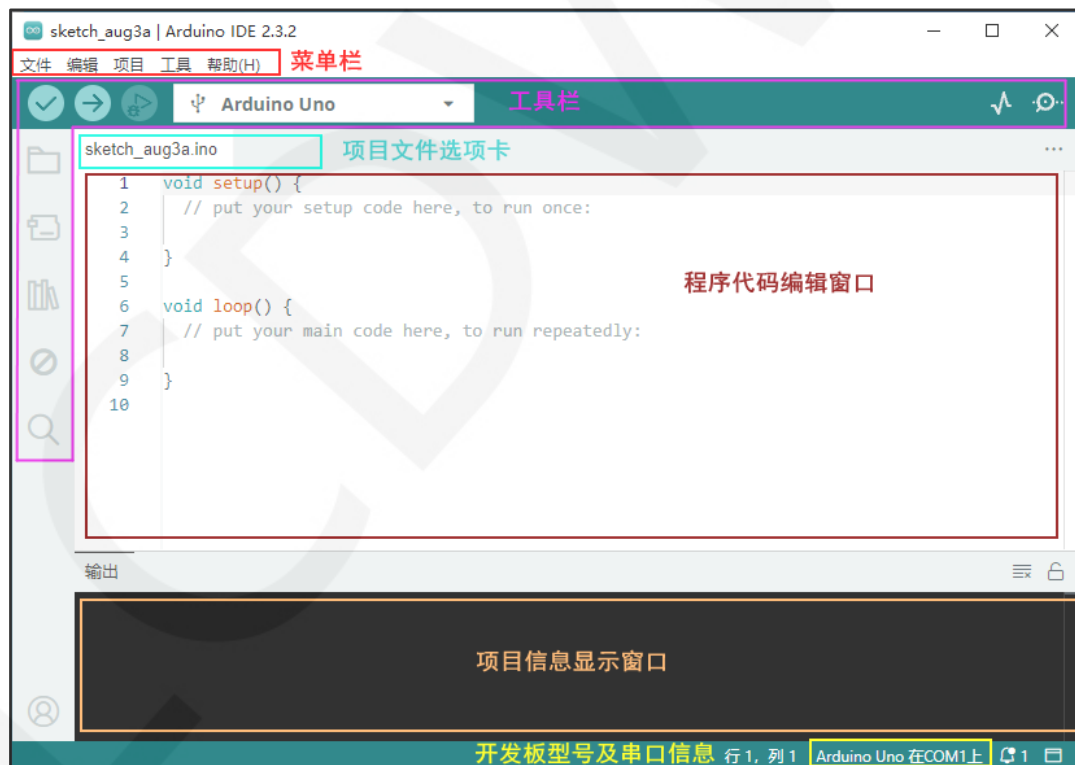 sketch_aug3a | Arduino IDE 2.3.2
文件 编辑 项目 工具 帮助(H) 菜单栏
Arduino Uno 工具栏
sketch_aug3a.ino 项目文件选项卡
1 void setup() {
2 // put your setup code here, to run once:
3
4 }
5
程序代码编辑窗口
6 void loop() {
7 // put your main code here, to run repeatedly:
8
9 }
10
输出
项目信息显示窗口
开发板型号及串口信息 行 1，列 1 Arduino Uno 在COM1上 1